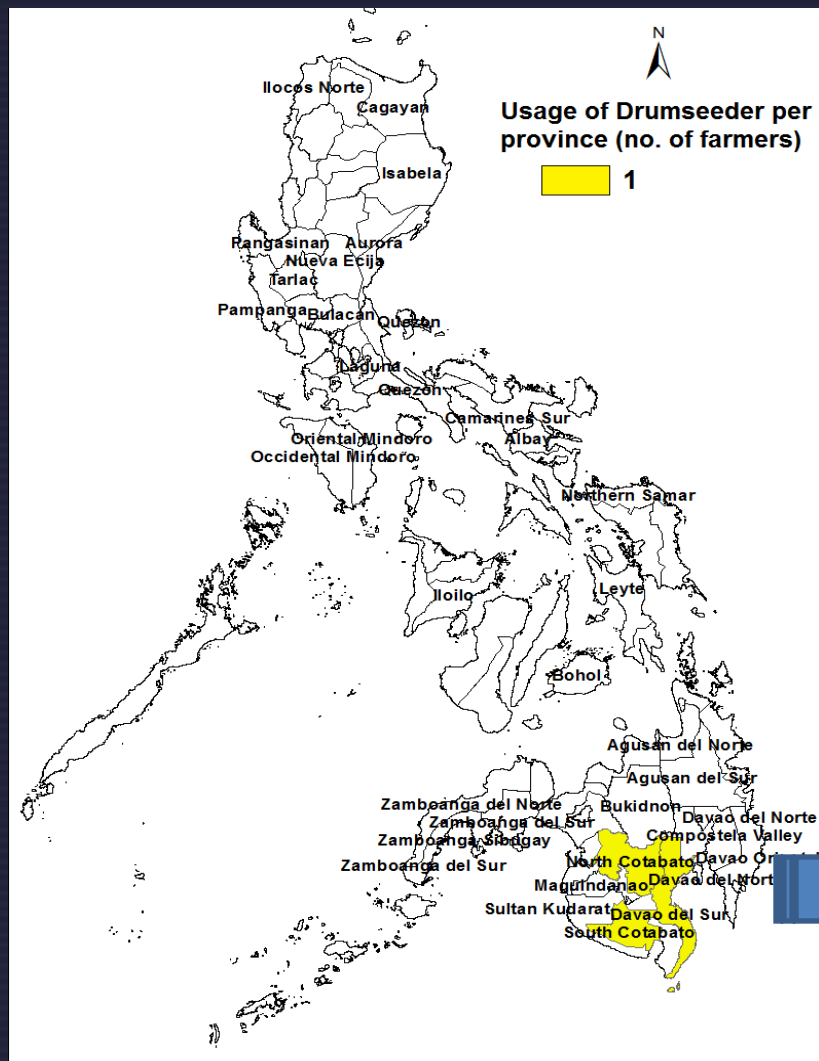 N
Usage of Drumseeder per
province (no. of farmers)
1
Ilocos Norte
Cagayan
Isabela
Pangasinan
Aurora
Nueva Ecija
Tarlac
Pampanga
Bulacan
Quezon
Laguna
Quezon
Camarines Sur
Oriental Mindoro
Albay
Occidental Mindoro
Northern Samar
Iloilo
Leyte
Bohol
Agusan del Norte
Agusan del Sur
Zamboanga del Norte
Bukidnon
Zamboanga del Sur
Davao del Norte
Zamboanga Sibugay
Compostela Valley
Zamboanga del Sur
North Cotabato
Davao Oriental
Maguindanao
Davao del Norte
Sultan Kudarat
Davao del Sur
South Cotabato